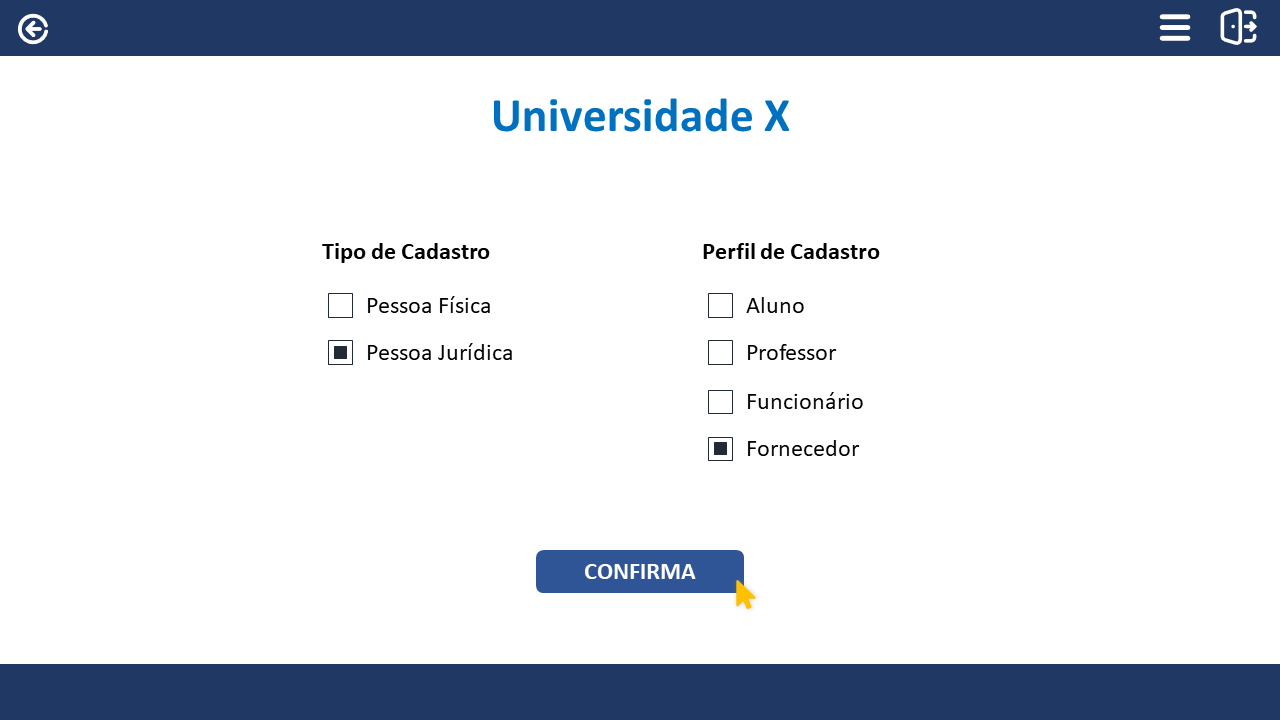 Universidade X
Tipo de Cadastro
Pessoa Física
Pessoa Jurídica
Perfil de Cadastro
Aluno
Professor
Funcionário
Fornecedor
CONFIRMA